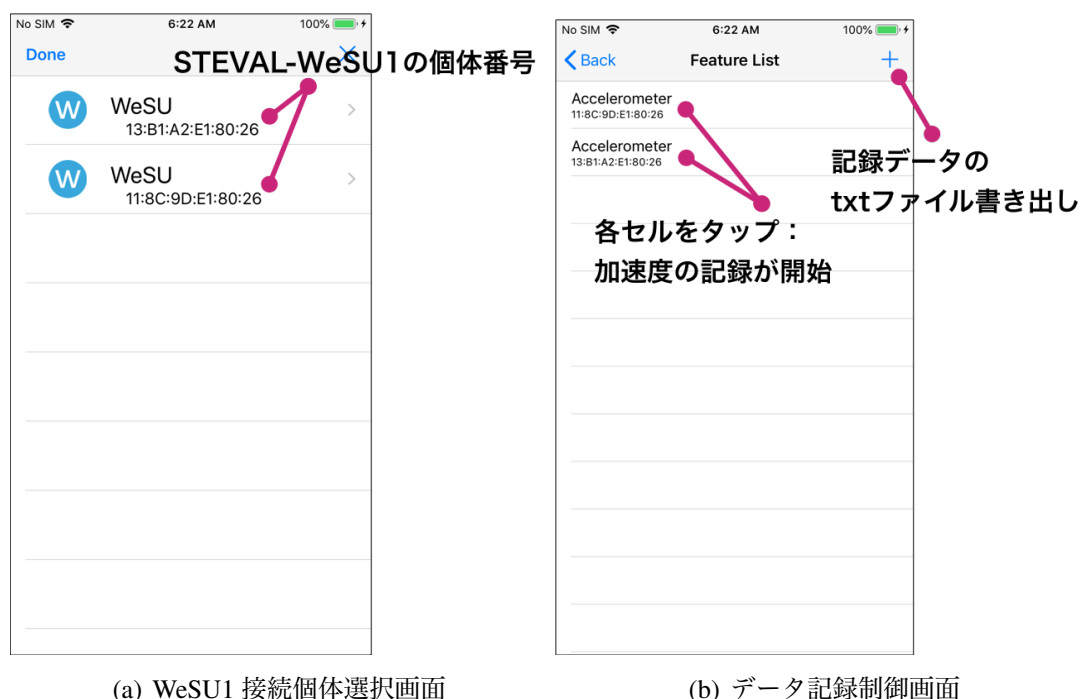 No SIM 6:22 AM 100%
Done
STEVAL-WeSU1の個体番号
W WeSU
13:B1:A2:E1:80:26
W WeSU
11:8C:9D:E1:80:26
(a) WeSU1 接続個体選択画面
No SIM 6:22 AM 100%
Back Feature List +
Accelerometer
11:8C:9D:E1:80:26
Accelerometer
13:B1:A2:E1:80:26
記録データの
txtファイル書き出し
各セルをタップ：
加速度の記録が開始
(b) データ記録制御画面